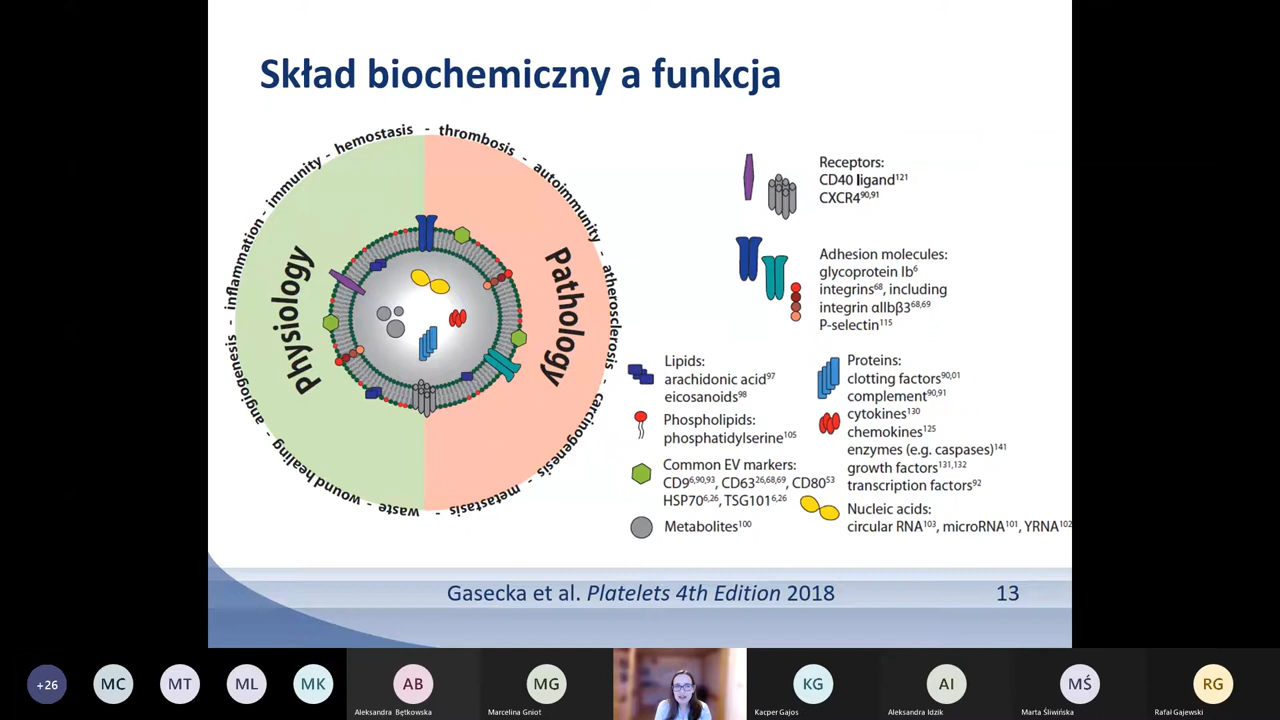 Skład biochemiczny a funkcja
waste - wound healing - angiogenesis - inflammation - immunity - hemostasis - thrombosis - autoimmunity - atherosclerosis - carcinogenesis - metastasis -
Physiology
Pathology
Receptors:
CD40 ligand¹²¹
CXCR4⁹⁰,⁹¹
Adhesion molecules:
glycoprotein Ib⁶
integrins⁶⁸, including
integrin αIIbβ3⁶⁸,⁶⁹
P-selectin¹¹⁵
Lipids:
arachidonic acid⁹⁷
eicosanoids⁹⁸
Phospholipids:
phosphatidylserine¹⁰⁵
Common EV markers:
CD9⁶,⁹⁰,⁹³, CD63²⁶,⁶⁸,⁶⁹, CD80⁵³
HSP70⁶,²⁶, TSG101⁶,²⁶
Metabolites¹⁰⁰
Proteins:
clotting factors⁹⁰,⁰¹
complement⁹⁰,⁹¹
cytokines¹³⁰
chemokines¹²⁵
enzymes (e.g. caspases)¹⁴¹
growth factors¹³¹,¹³²
transcription factors⁹²
Nucleic acids:
circular RNA¹⁰³, microRNA¹⁰¹, YRNA¹⁰²
Gasecka et al. Platelets 4th Edition 2018
13
+26
MC
MT
ML
MK
AB
Aleksandra Bętkowska
MG
Marcelina Gniot
KG
Kacper Gajos
AI
Aleksandra Idzik
MŚ
Marta Śliwińska
RG
Rafał Gajewski